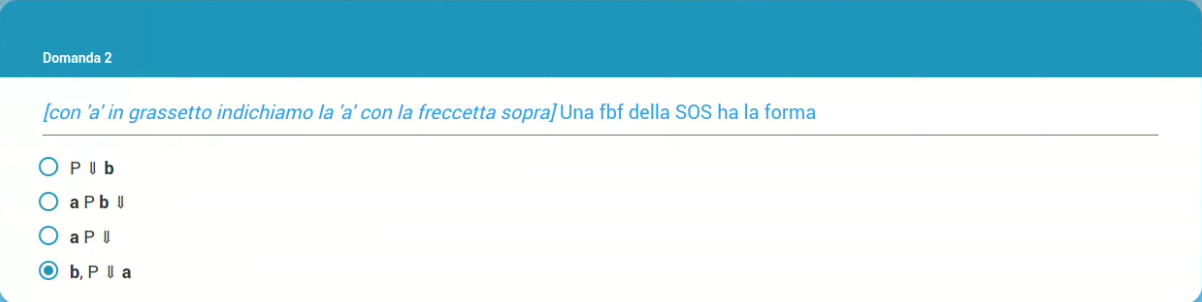 Domanda 2
[con 'a' in grassetto indichiamo la 'a' con la freccetta sopra] Una fbf della SOS ha la forma
P ⇓ b
a P b ⇓
a P ⇓
b, P ⇓ a